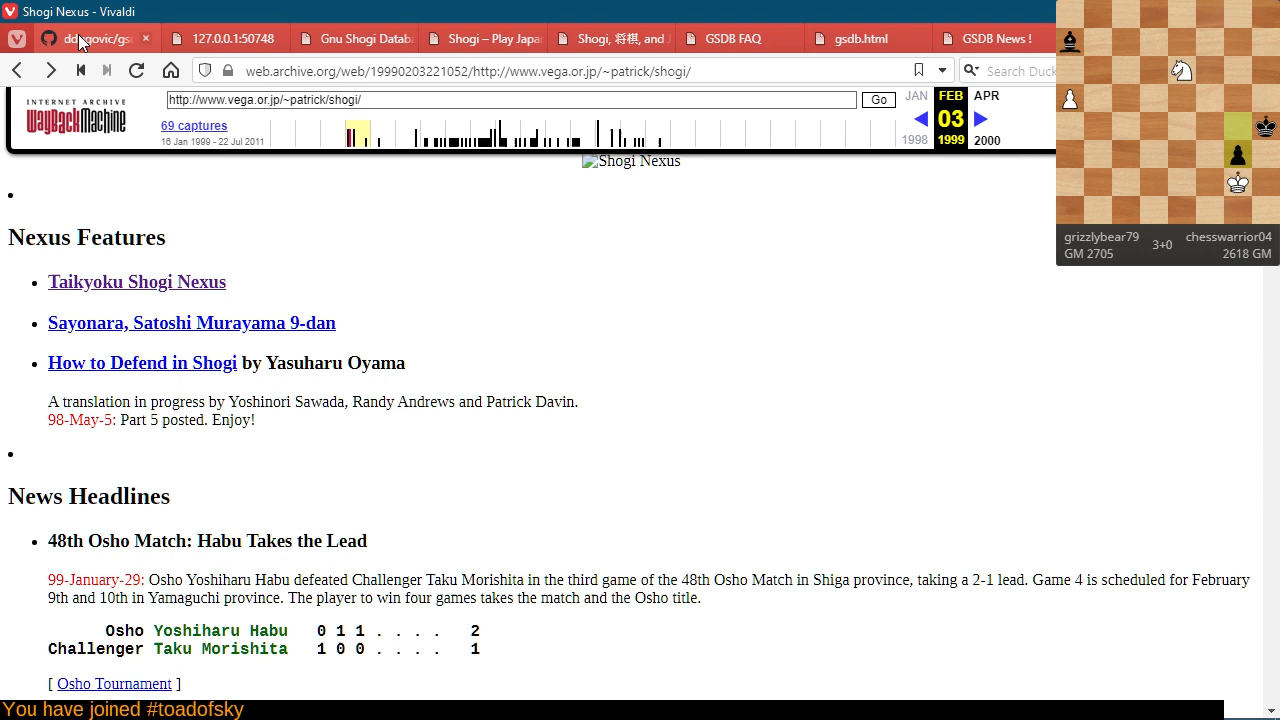 Shogi Nexus - Vivaldi
ddugovic/gs
127.0.0.1:50748
Gnu Shogi Datab
Shogi – Play Japa
Shogi, 将棋, and J
GSDB FAQ
gsdb.html
GSDB News !
web.archive.org/web/19990203221052/http://www.vega.or.jp/~patrick/shogi/
Search Duck
INTERNET ARCHIVE
WayBackMachine
http://www.vega.or.jp/~patrick/shogi/
Go
JAN FEB APR
69 captures
03
16 Jan 1999 - 22 Jul 2011
1998 1999 2000
Shogi Nexus
Nexus Features
Taikyoku Shogi Nexus
Sayonara, Satoshi Murayama 9-dan
How to Defend in Shogi by Yasuharu Oyama
A translation in progress by Yoshinori Sawada, Randy Andrews and Patrick Davin.
98-May-5: Part 5 posted. Enjoy!
News Headlines
48th Osho Match: Habu Takes the Lead
99-January-29: Osho Yoshiharu Habu defeated Challenger Taku Morishita in the third game of the 48th Osho Match in Shiga province, taking a 2-1 lead. Game 4 is scheduled for February
9th and 10th in Yamaguchi province. The player to win four games takes the match and the Osho title.
Osho Yoshiharu Habu 0 1 1 . . . . 2
Challenger Taku Morishita 1 0 0 . . . . 1
[ Osho Tournament ]
grizzlybear79 3+0 chesswarrior04
GM 2705 2618 GM
You have joined #toadofsky